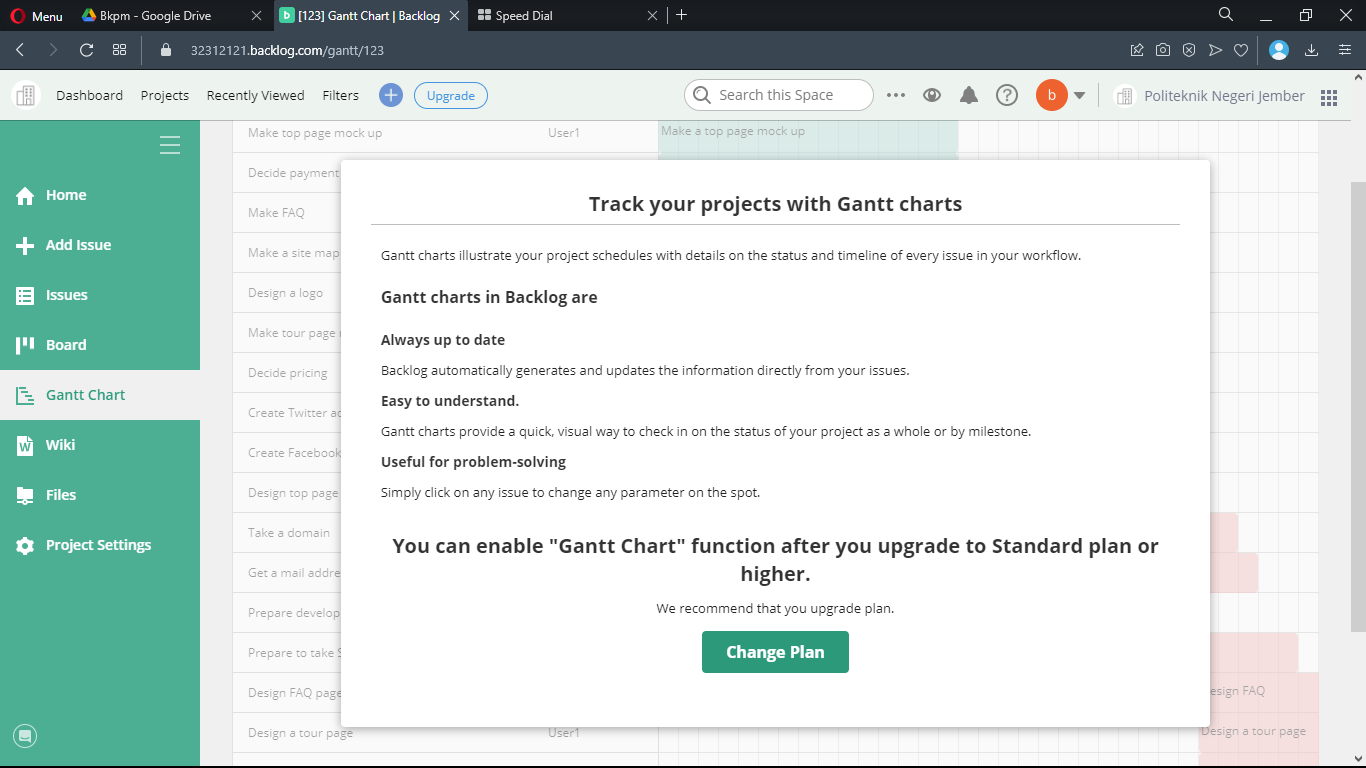 Menu
Bkpm - Google Drive
[123] Gantt Chart | Backlog
Speed Dial
32312121.backlog.com/gantt/123
Dashboard Projects Recently Viewed Filters Upgrade Search this Space b Politeknik Negeri Jember
Home
Add Issue
Issues
Board
Gantt Chart
Wiki
Files
Project Settings
Make top page mock up User1 Make a top page mock up
Decide payment
Make FAQ
Make a site map
Design a logo
Make tour page
Decide pricing
Create Twitter ac
Create Facebook
Design top page
Take a domain
Get a mail addre
Prepare develop
Prepare to take S
Design FAQ page esign FAQ
Design a tour page User1 Design a tour page
Track your projects with Gantt charts
Gantt charts illustrate your project schedules with details on the status and timeline of every issue in your workflow.
Gantt charts in Backlog are
Always up to date
Backlog automatically generates and updates the information directly from your issues.
Easy to understand.
Gantt charts provide a quick, visual way to check in on the status of your project as a whole or by milestone.
Useful for problem-solving
Simply click on any issue to change any parameter on the spot.
You can enable "Gantt Chart" function after you upgrade to Standard plan or
higher.
We recommend that you upgrade plan.
Change Plan